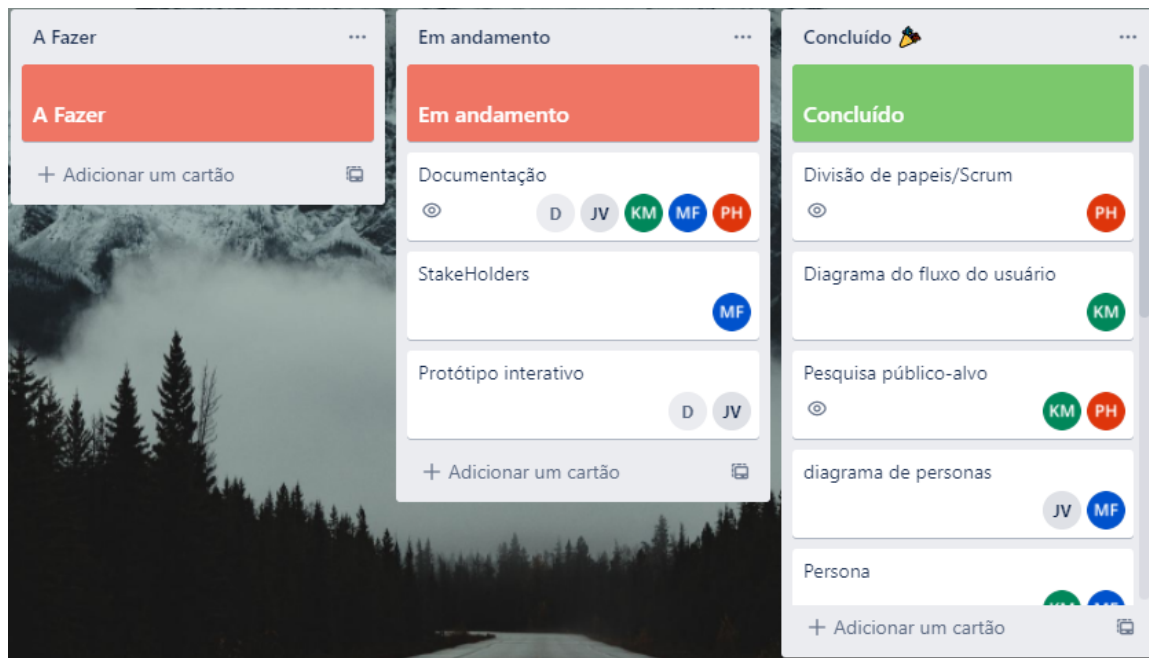 A Fazer
A Fazer
+ Adicionar um cartão
Em andamento
Em andamento
Documentação
D JV KM MF PH
StakeHolders
MF
Protótipo interativo
D JV
+ Adicionar um cartão
Concluído
Concluído
Divisão de papeis/Scrum
PH
Diagrama do fluxo do usuário
KM
Pesquisa público-alvo
KM PH
diagrama de personas
JV MF
Persona
+ Adicionar um cartão